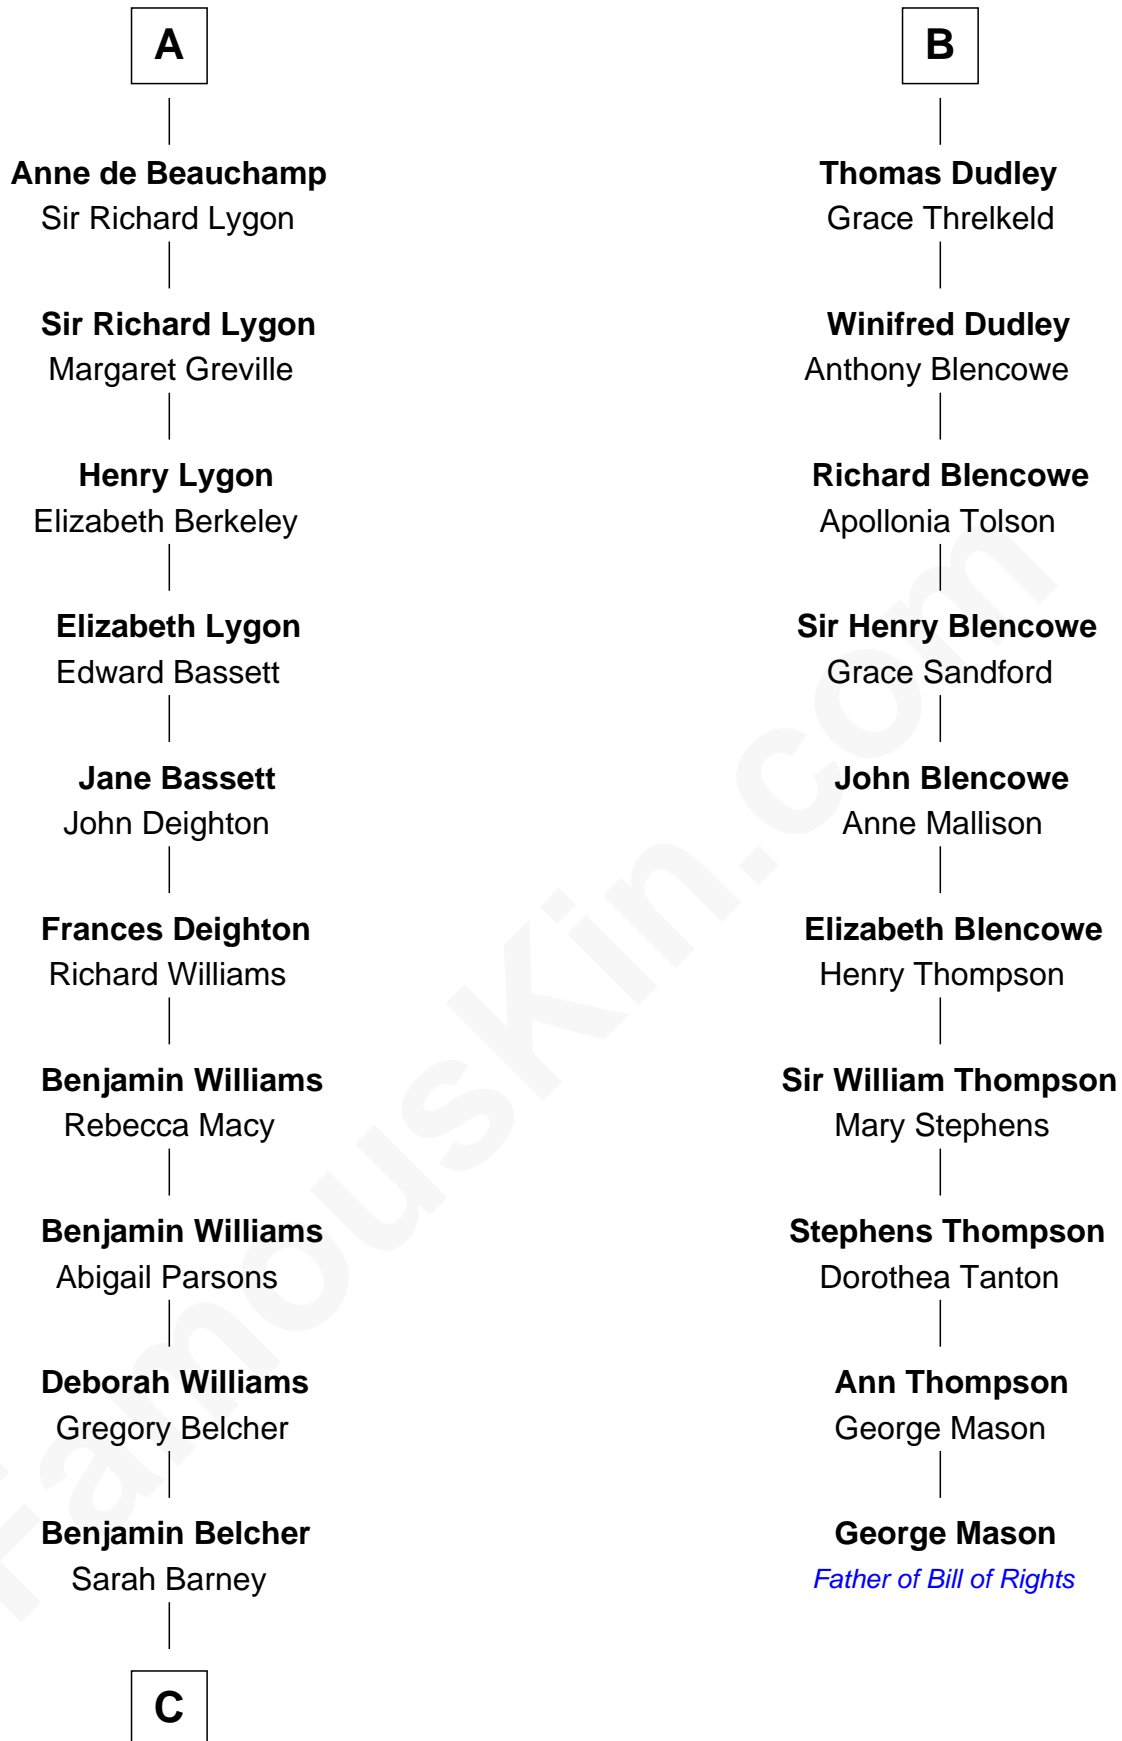 A
Anne de Beauchamp
Sir Richard Lygon
Sir Richard Lygon
Margaret Greville
Henry Lygon
Elizabeth Berkeley
Elizabeth Lygon
Edward Bassett
Jane Bassett
John Deighton
Frances Deighton
Richard Williams
Benjamin Williams
Rebecca Macy
Benjamin Williams
Abigail Parsons
Deborah Williams
Gregory Belcher
Benjamin Belcher
Sarah Barney
C
B
Thomas Dudley
Grace Threlkeld
Winifred Dudley
Anthony Blencowe
Richard Blencowe
Apollonia Tolson
Sir Henry Blencowe
Grace Sandford
John Blencowe
Anne Mallison
Elizabeth Blencowe
Henry Thompson
Sir William Thompson
Mary Stephens
Stephens Thompson
Dorothea Tanton
Ann Thompson
George Mason
George Mason
Father of Bill of Rights
FamousKin.com